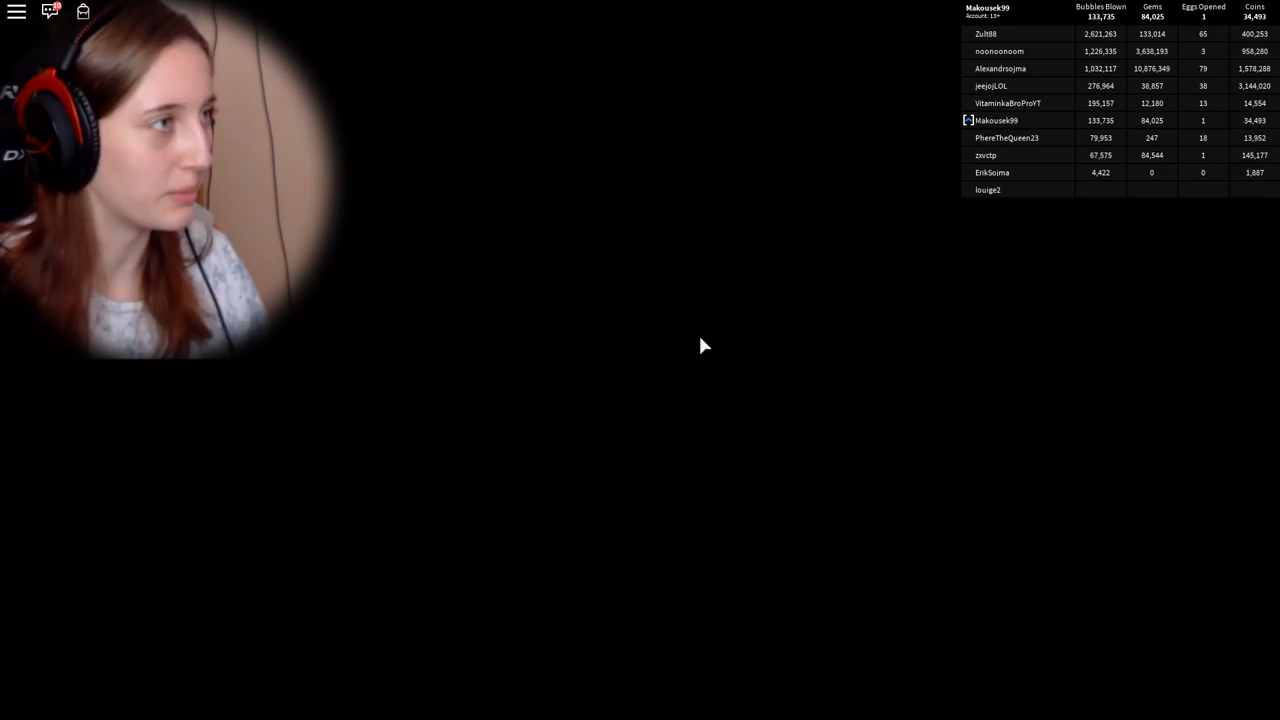 10
Makousek99 Bubbles Blown Gems Eggs Opened Coins
Account: 13+ 133,735 84,025 1 34,493
Zult88 2,621,263 133,014 65 400,253
noonoonoom 1,226,335 3,638,193 3 958,280
Alexandrsojma 1,032,117 10,876,349 79 1,578,288
jeejojLOL 276,964 38,857 38 3,144,020
VitaminkaBroProYT 195,157 12,180 13 14,554
Makousek99 133,735 84,025 1 34,493
PhereTheQueen23 79,953 247 18 13,952
zxvctp 67,575 84,544 1 145,177
ErikSoima 4,422 0 0 1,887
louige2